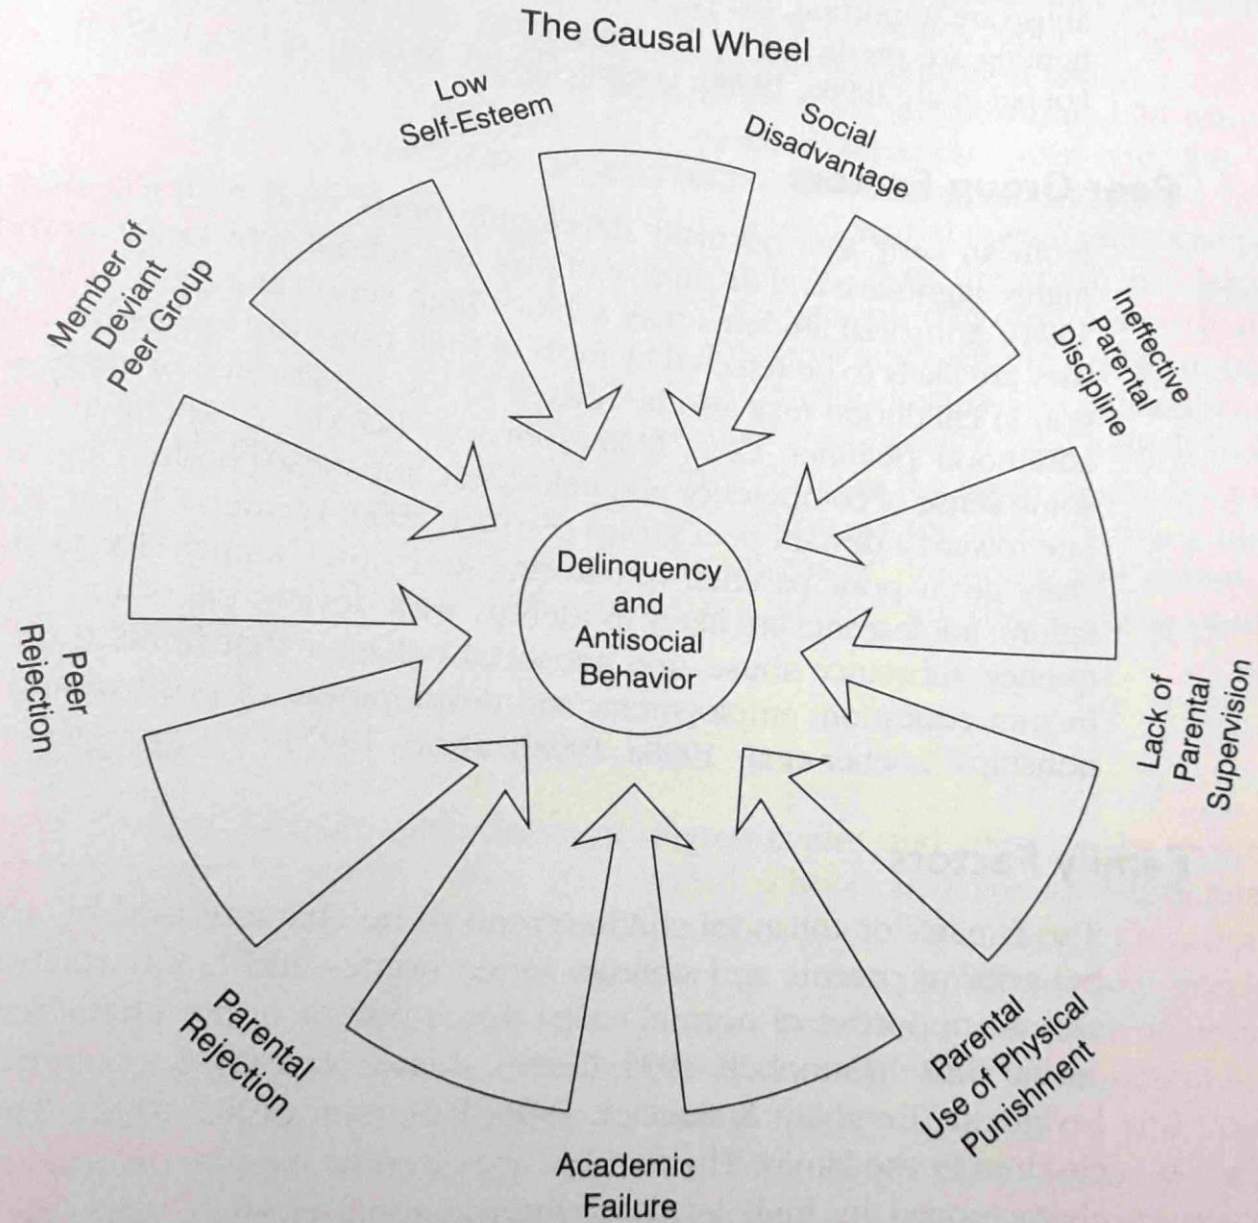 The Causal Wheel
Low
Self-Esteem
Social
Disadvantage
Member of
Deviant
Peer Group
Ineffective
Parental
Discipline
Delinquency
and
Antisocial
Behavior
Peer
Rejection
Lack of
Parental
Supervision
Parental
Rejection
Parental
Use of Physical
Punishment
Academic
Failure